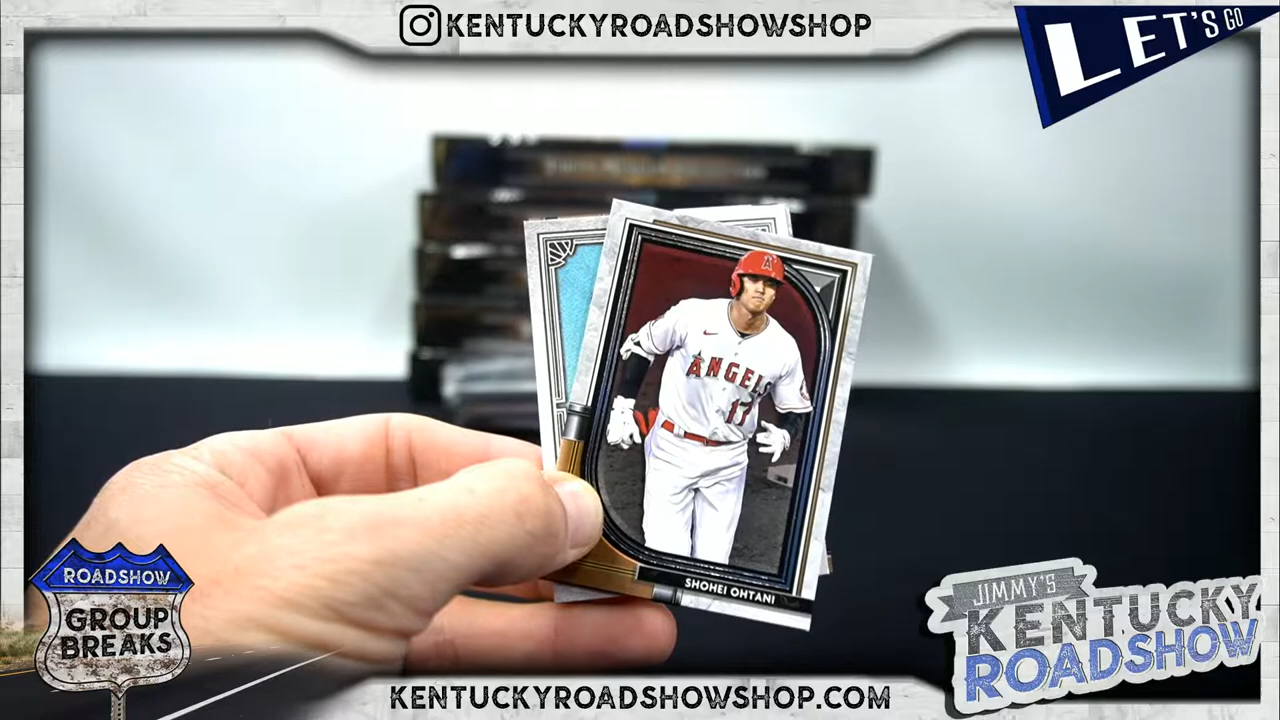 KENTUCKYROADSHOWSHOP
LET'S GO
A
ANGELS
17
SHOHEI OHTANI
ROADSHOW
GROUP
BREAKS
JIMMY'S
KENTUCKY
ROADSHOW
KENTUCKYROADSHOWSHOP.COM